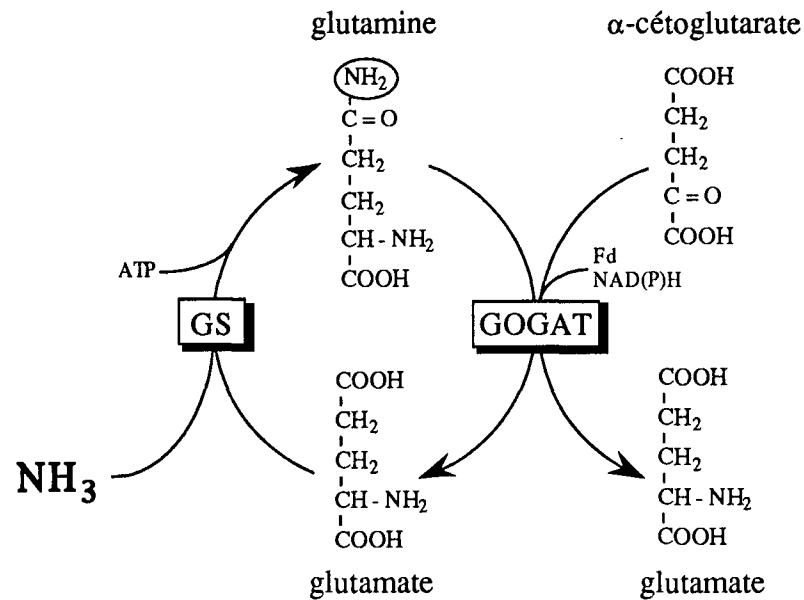 glutamine
α-cétoglutarate
NH₂
C=O
CH₂
CH₂
CH-NH₂
COOH
COOH
CH₂
CH₂
C=O
COOH
ATP
Fd
NAD(P)H
GS
GOGAT
NH₃
COOH
CH₂
CH₂
CH-NH₂
COOH
glutamate
COOH
CH₂
CH₂
CH-NH₂
COOH
glutamate